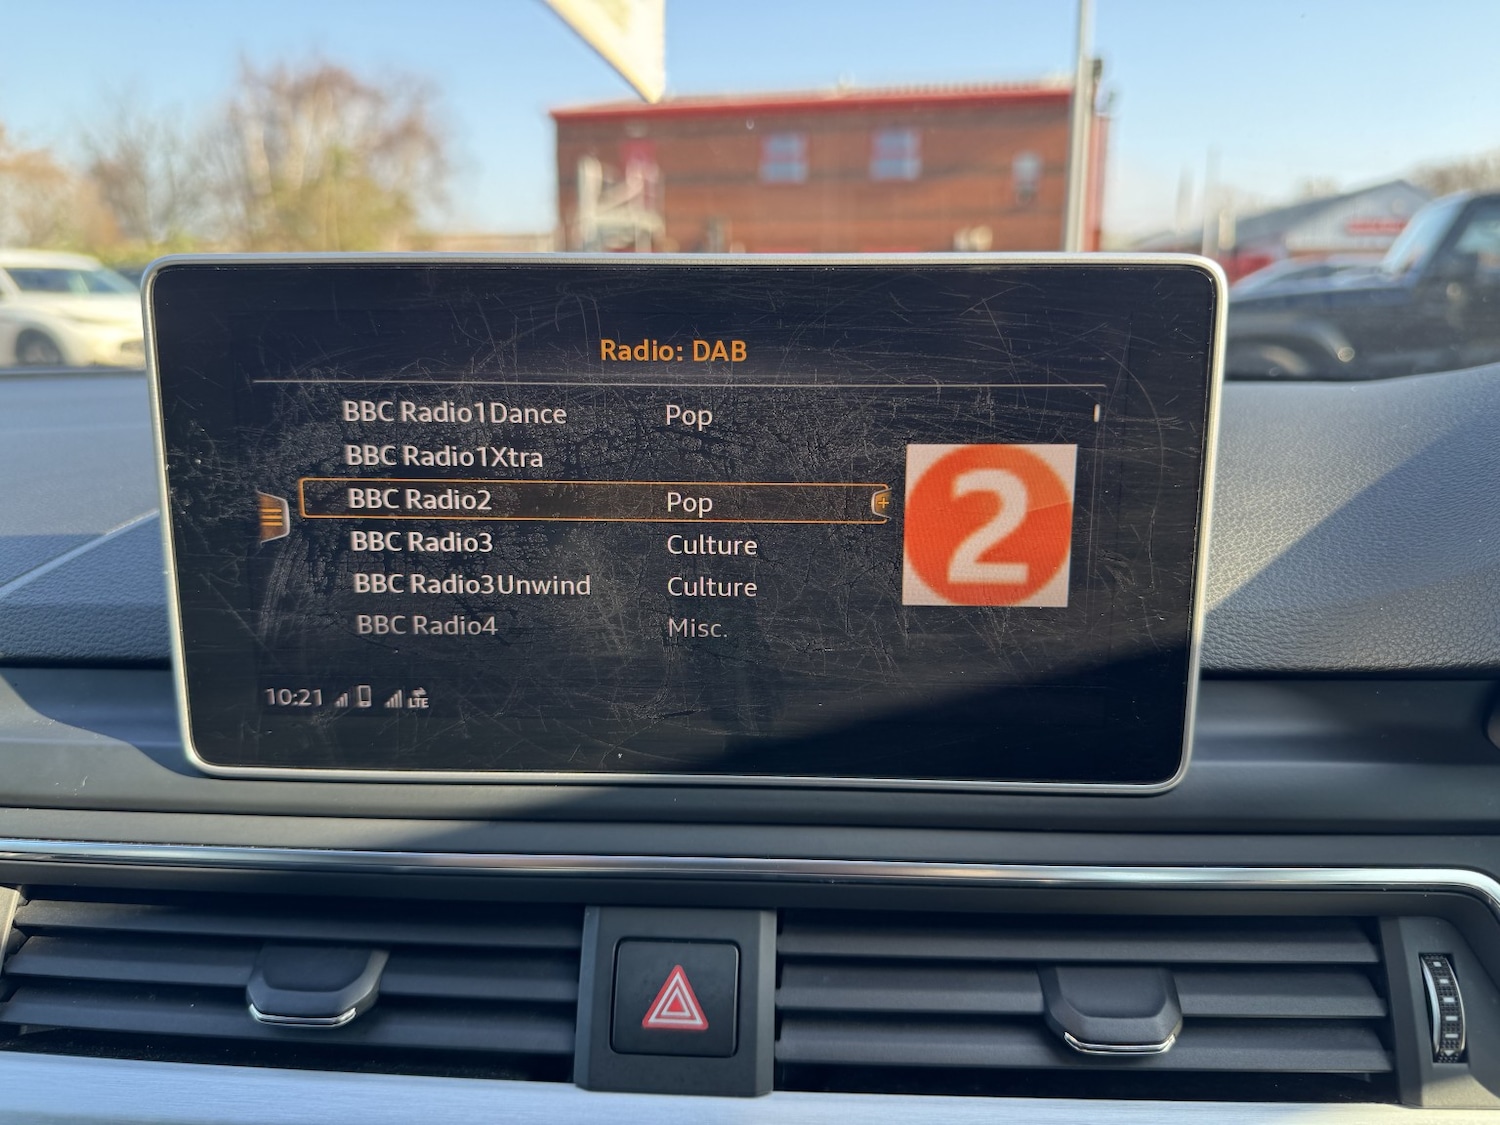 Radio: DAB
BBC Radio1Dance Pop
BBC Radio1Xtra
BBC Radio2 Pop
BBC Radio3 Culture
BBC Radio3Unwind Culture
BBC Radio4 Misc.
2
10:21 LTE